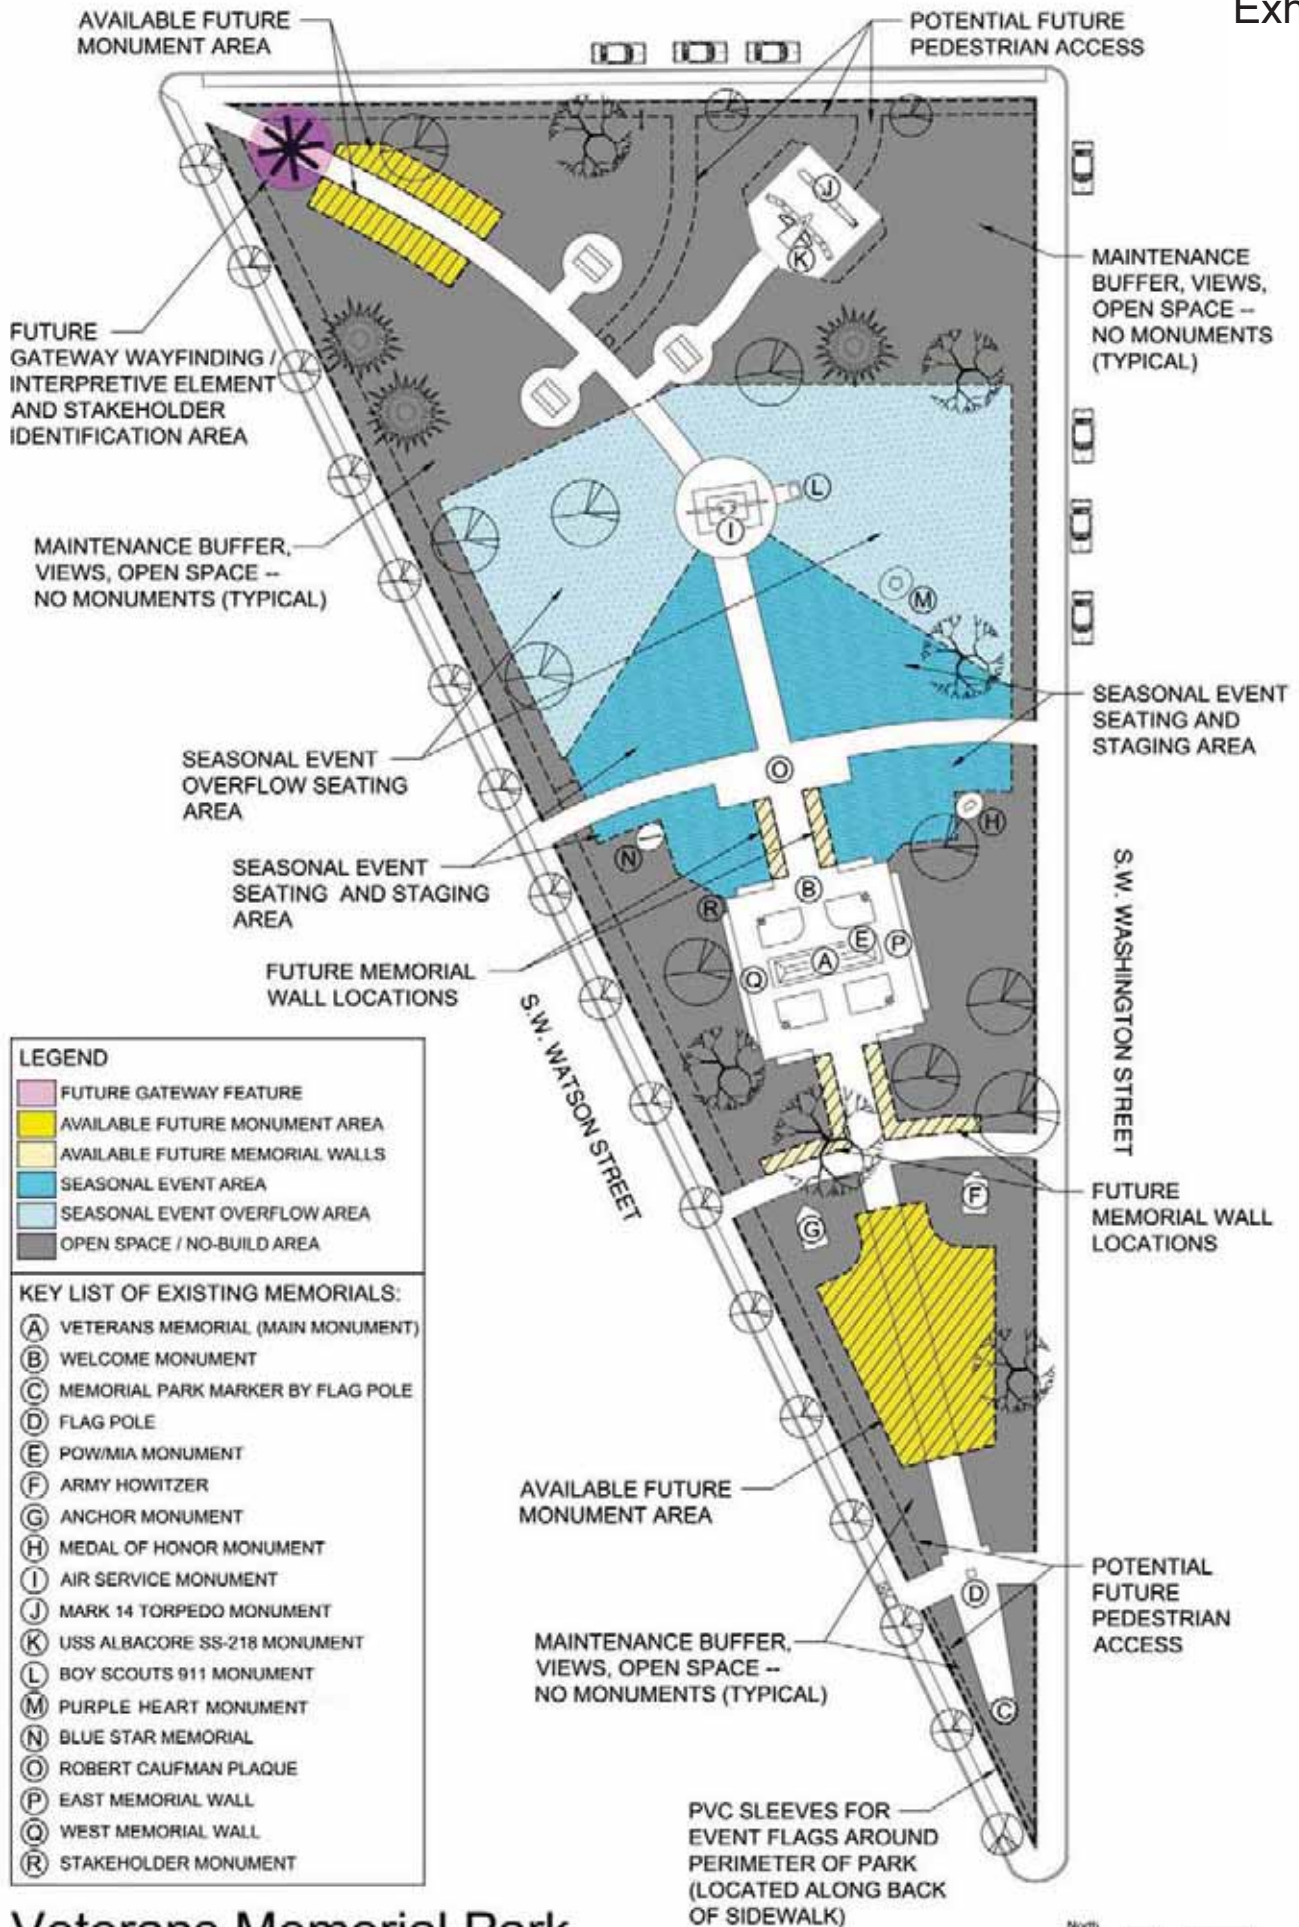 Exh
AVAILABLE FUTURE
MONUMENT AREA
POTENTIAL FUTURE
PEDESTRIAN ACCESS
J
K
MAINTENANCE
BUFFER, VIEWS,
OPEN SPACE --
NO MONUMENTS
(TYPICAL)
FUTURE
GATEWAY WAYFINDING /
INTERPRETIVE ELEMENT
AND STAKEHOLDER
IDENTIFICATION AREA
L
I
MAINTENANCE BUFFER,
VIEWS, OPEN SPACE --
NO MONUMENTS (TYPICAL)
M
SEASONAL EVENT
SEATING AND
STAGING AREA
SEASONAL EVENT
OVERFLOW SEATING
AREA
O
H
N
SEASONAL EVENT
SEATING AND STAGING
AREA
B
R
E
P
A
Q
FUTURE MEMORIAL
WALL LOCATIONS
S.W. WATSON STREET
S.W. WASHINGTON STREET
LEGEND
FUTURE GATEWAY FEATURE
AVAILABLE FUTURE MONUMENT AREA
AVAILABLE FUTURE MEMORIAL WALLS
SEASONAL EVENT AREA
SEASONAL EVENT OVERFLOW AREA
OPEN SPACE / NO-BUILD AREA
F
G
FUTURE
MEMORIAL WALL
LOCATIONS
KEY LIST OF EXISTING MEMORIALS:
A VETERANS MEMORIAL (MAIN MONUMENT)
B WELCOME MONUMENT
C MEMORIAL PARK MARKER BY FLAG POLE
D FLAG POLE
E POW/MIA MONUMENT
F ARMY HOWITZER
G ANCHOR MONUMENT
H MEDAL OF HONOR MONUMENT
I AIR SERVICE MONUMENT
J MARK 14 TORPEDO MONUMENT
K USS ALBACORE SS-218 MONUMENT
L BOY SCOUTS 911 MONUMENT
M PURPLE HEART MONUMENT
N BLUE STAR MEMORIAL
O ROBERT CAUFMAN PLAQUE
P EAST MEMORIAL WALL
Q WEST MEMORIAL WALL
R STAKEHOLDER MONUMENT
AVAILABLE FUTURE
MONUMENT AREA
POTENTIAL
FUTURE
PEDESTRIAN
ACCESS
D
MAINTENANCE BUFFER,
VIEWS, OPEN SPACE --
NO MONUMENTS (TYPICAL)
C
PVC SLEEVES FOR
EVENT FLAGS AROUND
PERIMETER OF PARK
(LOCATED ALONG BACK
OF SIDEWALK)
Veterans Memorial Park
North